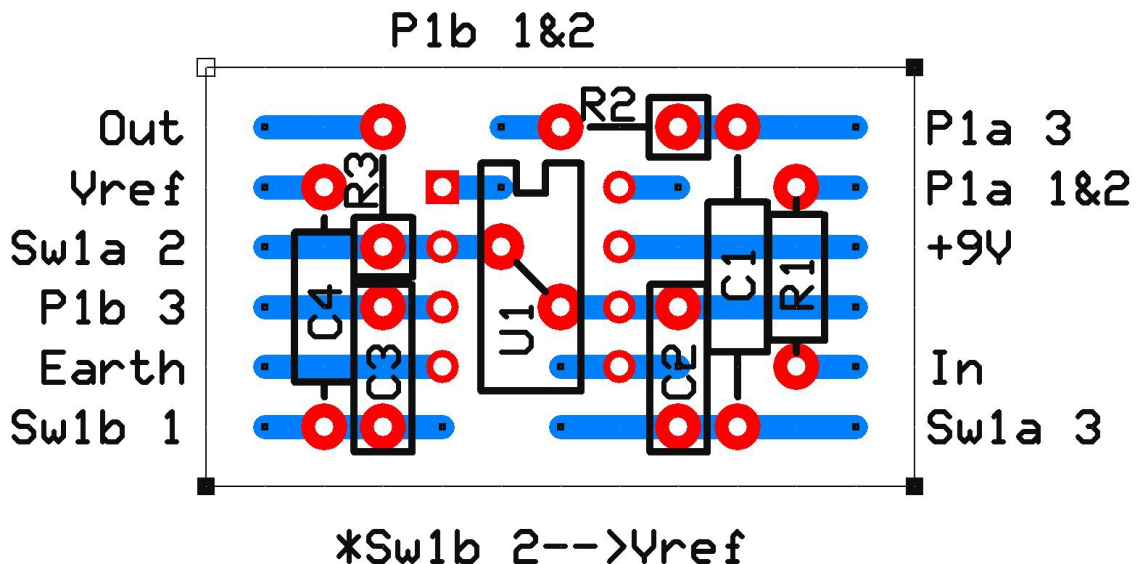 P1b 1&2
R2
Out
P1a 3
Vref
R3
P1a 1&2
Sw1a 2
+9V
C1
R1
P1b 3
C4
U1
Earth
C3
C2
In
Sw1b 1
Sw1a 3
*Sw1b 2-->Vref